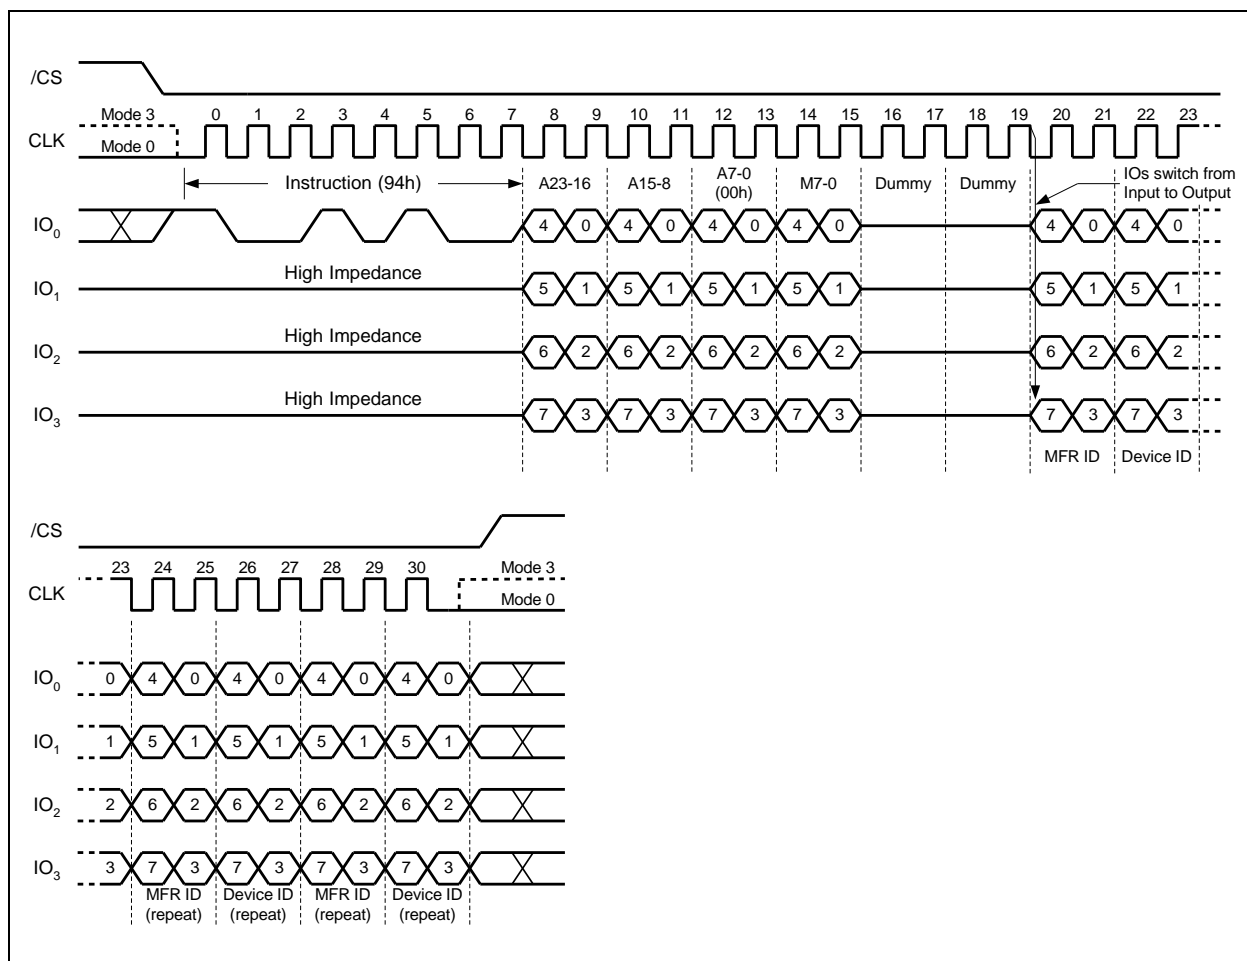 /CS
Mode 3 0 1 2 3 4 5 6 7 8 9 10 11 12 13 14 15 16 17 18 19 20 21 22 23
CLK Mode 0
Instruction (94h) A23-16 A15-8 A7-0 (00h) M7-0 Dummy Dummy IOs switch from
Input to Output
IO0 4 0 4 0 4 0 4 0 4 0 4 0
High Impedance
IO1 5 1 5 1 5 1 5 1 5 1 5 1
High Impedance
IO2 6 2 6 2 6 2 6 2 6 2 6 2
High Impedance
IO3 7 3 7 3 7 3 7 3 7 3 7 3
MFR ID Device ID
/CS
23 24 25 26 27 28 29 30 Mode 3
CLK Mode 0
IO0 0 4 0 4 0 4 0 4 0
IO1 1 5 1 5 1 5 1 5 1
IO2 2 6 2 6 2 6 2 6 2
IO3 3 7 3 7 3 7 3 7 3
MFR ID Device ID MFR ID Device ID
(repeat) (repeat) (repeat) (repeat)